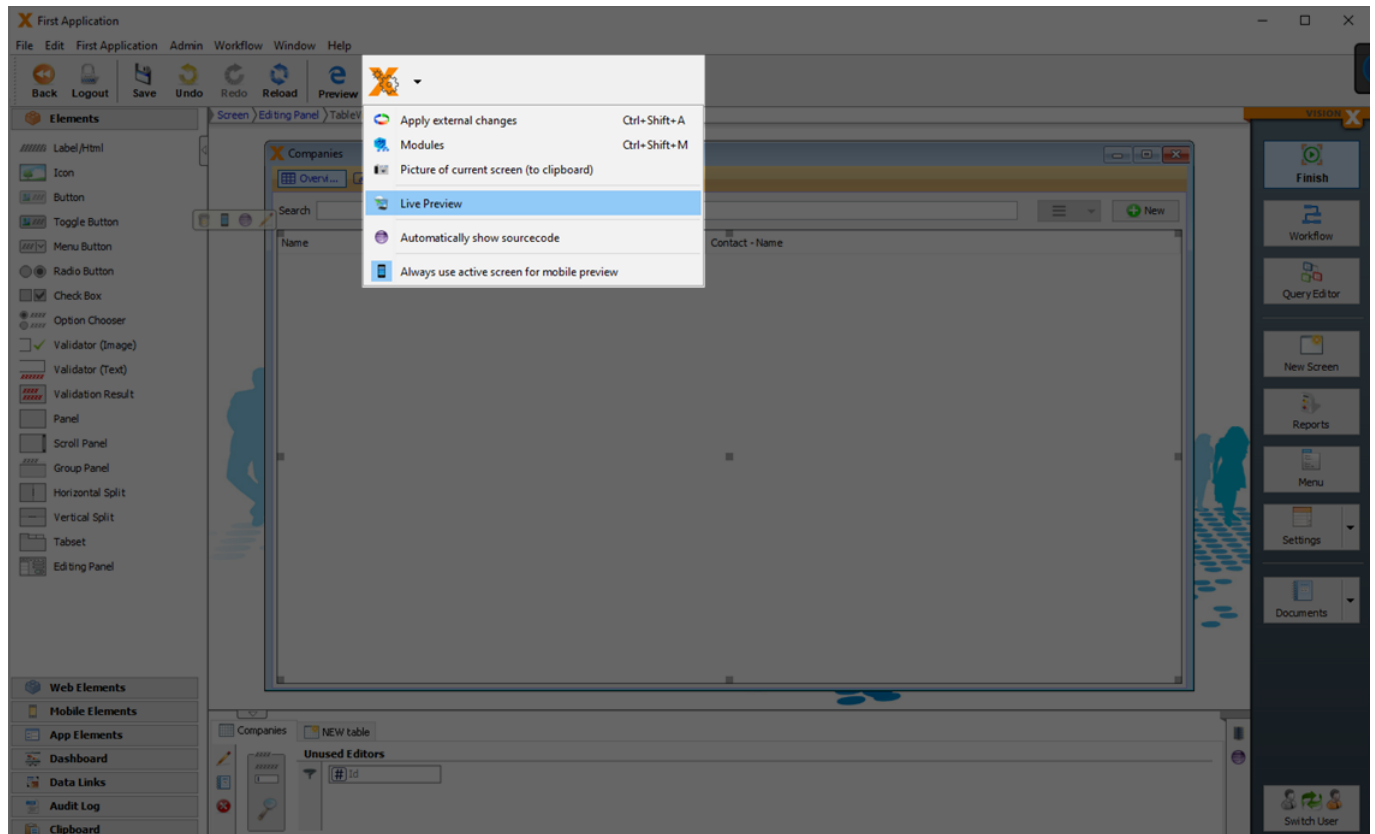 First Application
File Edit First Application Admin Workflow Window Help
Back Logout Save Undo Redo Reload Preview
Apply external changes Ctrl+Shift+A
Modules Ctrl+Shift+M
Picture of current screen (to clipboard)
Live Preview
Automatically show sourcecode
Always use active screen for mobile preview
Elements
Label/Html
Icon
Button
Toggle Button
Menu Button
Radio Button
Check Box
Option Chooser
Validator (Image)
Validator (Text)
Validation Result
Panel
Scroll Panel
Group Panel
Horizontal Split
Vertical Split
Tabset
Editing Panel
Web Elements
Mobile Elements
App Elements
Dashboard
Data Links
Audit Log
Clipboard
Screen Editing Panel TableV
Companies
Overvi...
Search New
Name Contact - Name
Companies NEW table
Unused Editors
# Id
VISION X
Finish
Workflow
Query Editor
New Screen
Reports
Menu
Settings
Documents
Switch User